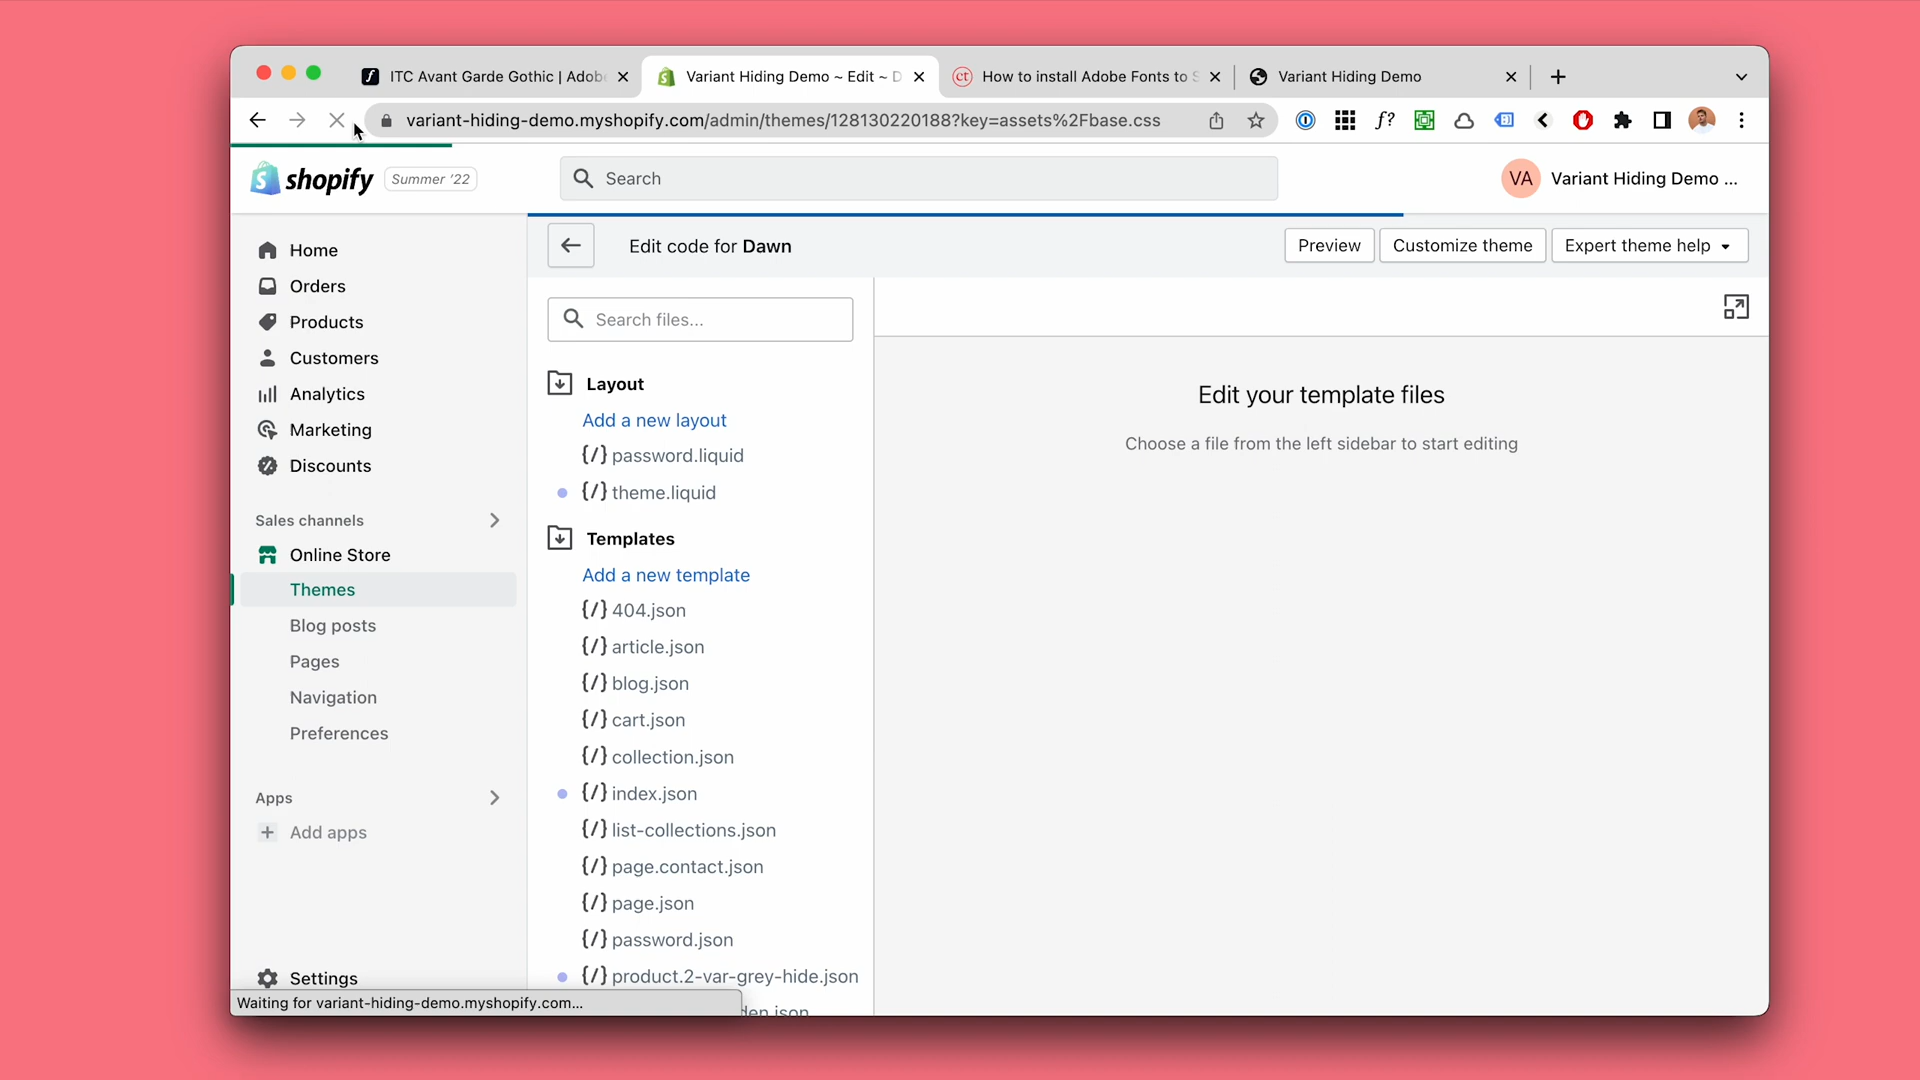 ITC Avant Garde Gothic | Adobe
Variant Hiding Demo ~ Edit ~ D
How to install Adobe Fonts to S
Variant Hiding Demo
variant-hiding-demo.myshopify.com/admin/themes/128130220188?key=assets%2Fbase.css
shopify
Summer '22
Search
VA
Variant Hiding Demo ...
Edit code for Dawn
Preview
Customize theme
Expert theme help
Home
Orders
Products
Customers
Analytics
Marketing
Discounts
Sales channels
Online Store
Themes
Blog posts
Pages
Navigation
Preferences
Apps
Add apps
Settings
Waiting for variant-hiding-demo.myshopify.com...
Search files...
Layout
Add a new layout
{/} password.liquid
{/} theme.liquid
Templates
Add a new template
{/} 404.json
{/} article.json
{/} blog.json
{/} cart.json
{/} collection.json
{/} index.json
{/} list-collections.json
{/} page.contact.json
{/} page.json
{/} password.json
{/} product.2-var-grey-hide.json
Edit your template files
Choose a file from the left sidebar to start editing